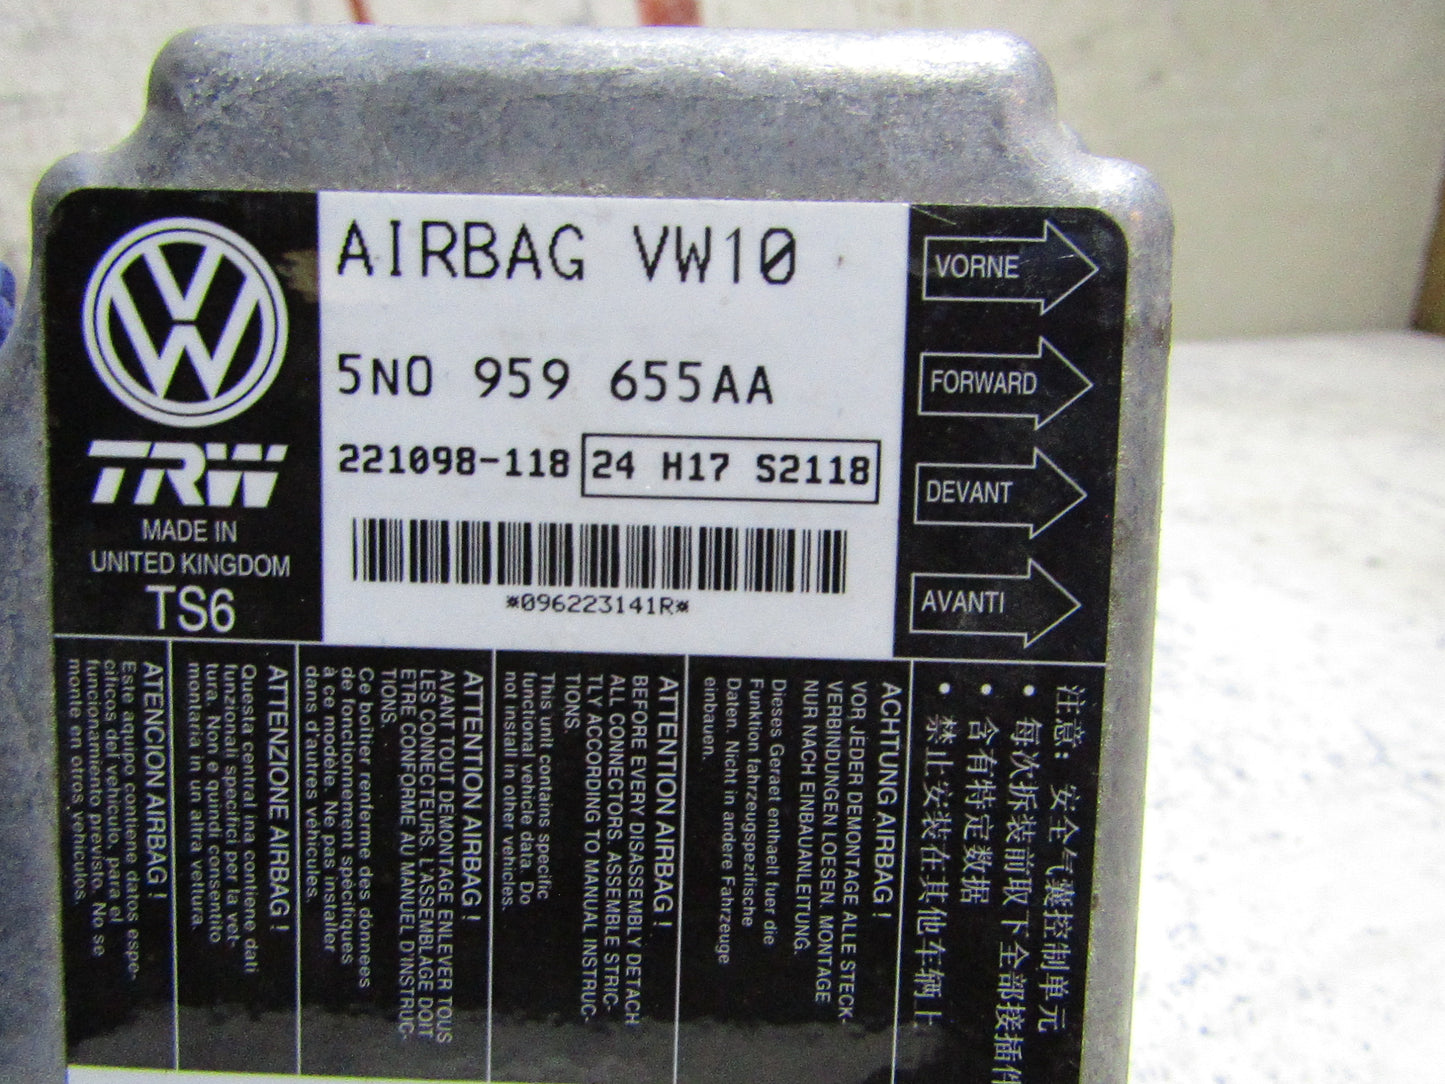 AIRBAG VW10
5N0 959 655AA
221098-118 24 H17 S2118
*096223141R*
TRW
MADE IN
UNITED KINGDOM
TS6
VORNE
FORWARD
DEVANT
AVANTI
注意: 安全气囊控制单元
• 每次拆装前取下全部接插件
• 含有特定数据
• 禁止安装在其他车辆上
ACHTUNG AIRBAG !
VOR JEDER DEMONTAGE ALLE STECK-
VERBINDUNGEN LOESEN. MONTAGE
NUR NACH EINBAUANLEITUNG.
Dieses Geraet enthaelt fuer die
Funktion fahrzeugspezifische
Daten. Nicht in andere Fahrzeuge
einbauen.
ATTENTION AIRBAG !
BEFORE EVERY DISASSEMBLY DETACH
ALL CONNECTORS. ASSEMBLE STRIC-
TLY ACCORDING TO MANUAL INSTRUC-
TIONS.
This unit contains specific
functional vehicle data. Do
not install in other vehicles.
ATTENTION AIRBAG !
AVANT TOUT DEMONTAGE ENLEVER TOUS
LES CONNECTEURS. L'ASSEMBLAGE DOIT
ETRE CONFORME AU MANUEL D'INSTRUC-
TIONS.
Ce boîtier renferme des données
de fonctionnement spécifiques
à ce modèle. Ne pas installer
dans d'autres véhicules.
ATTENZIONE AIRBAG !
Questa central ina contiene dati
funzionali specifici per la vet-
tura. Non e quindi consentito
montarla in un altra vettura.
ATENCION AIRBAG !
Este aquipo contiene datos espe-
cificos del vehiculo, para el
funcionamiento previsto. No se
monte en otros vehiculos.